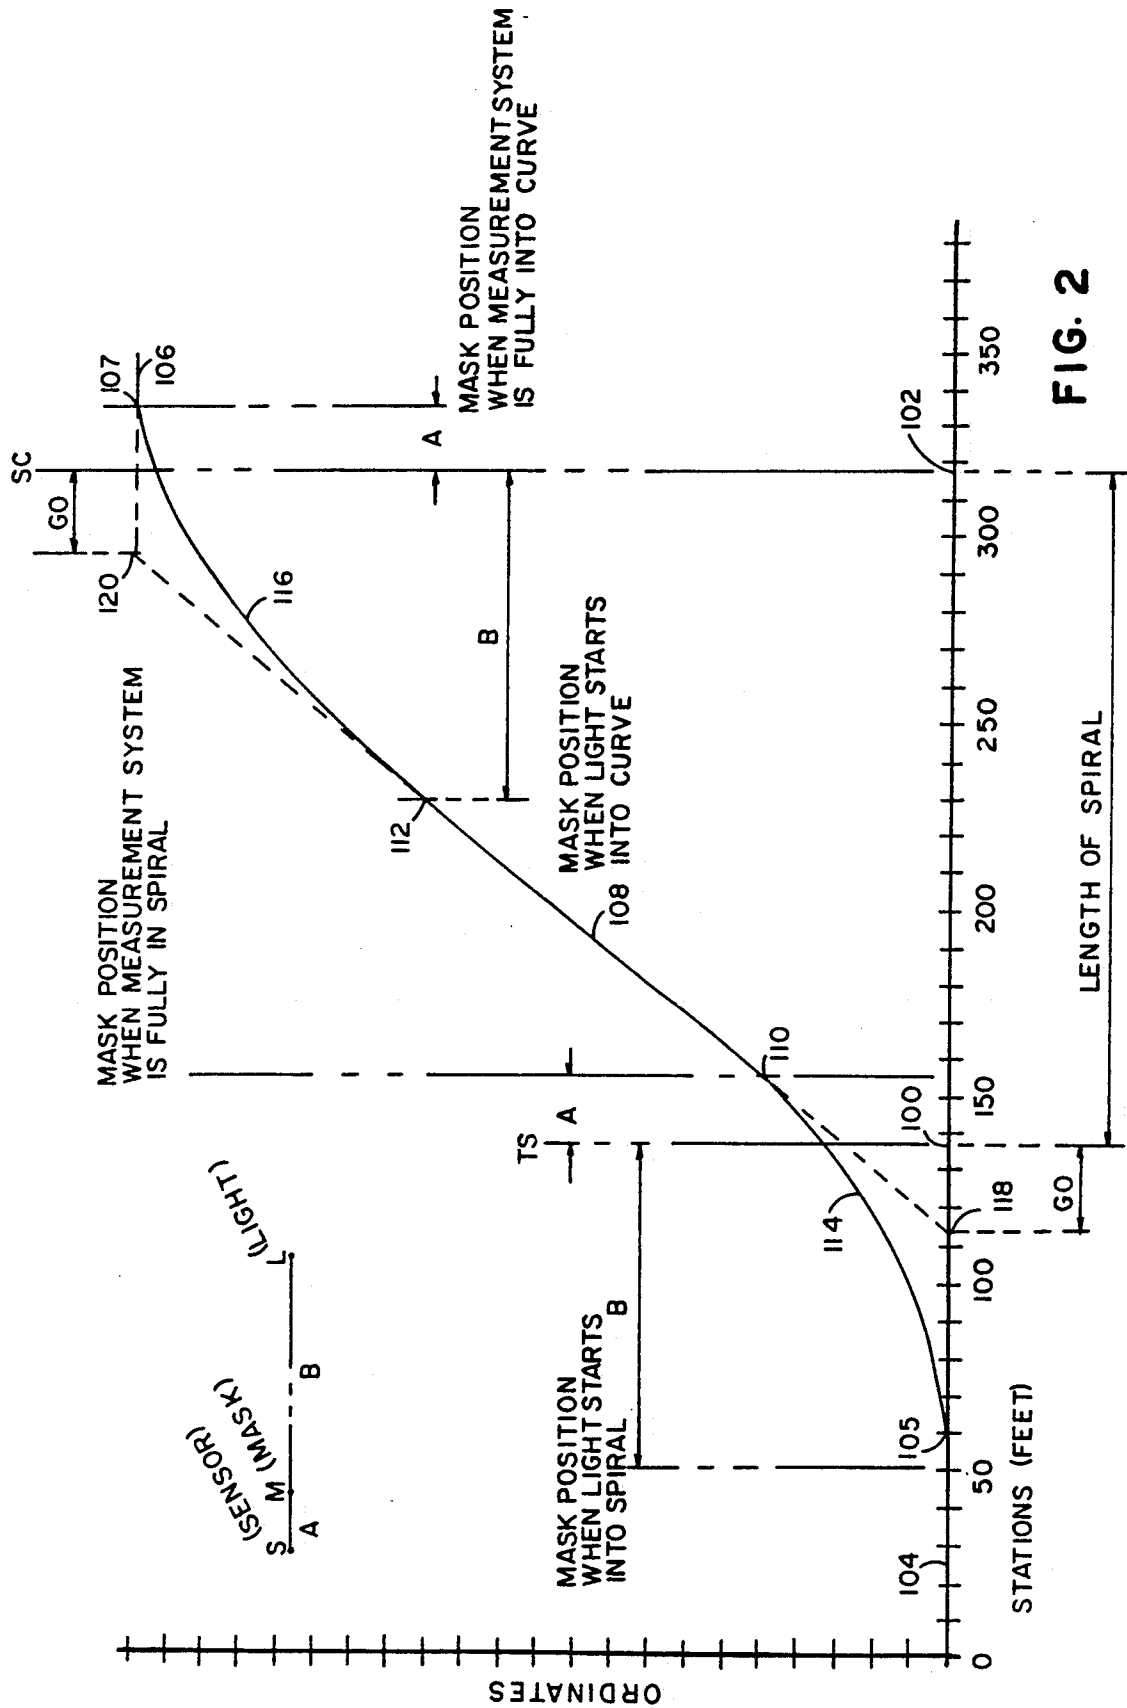 SC
GO
120
107
106
MASK POSITION
WHEN MEASUREMENT SYSTEM
IS FULLY IN SPIRAL
116
A
MASK POSITION
WHEN MEASUREMENT SYSTEM
IS FULLY INTO CURVE
B
112
MASK POSITION
WHEN LIGHT STARTS
INTO CURVE
108
S
(SENSOR)
M (MASK)
L
(LIGHT)
A
B
TS
A
110
B
MASK POSITION
WHEN LIGHT STARTS
INTO SPIRAL
114
105
104
118
100
102
ORDINATES
0
50
100
150
200
250
300
350
STATIONS (FEET)
GO
LENGTH OF SPIRAL
FIG. 2